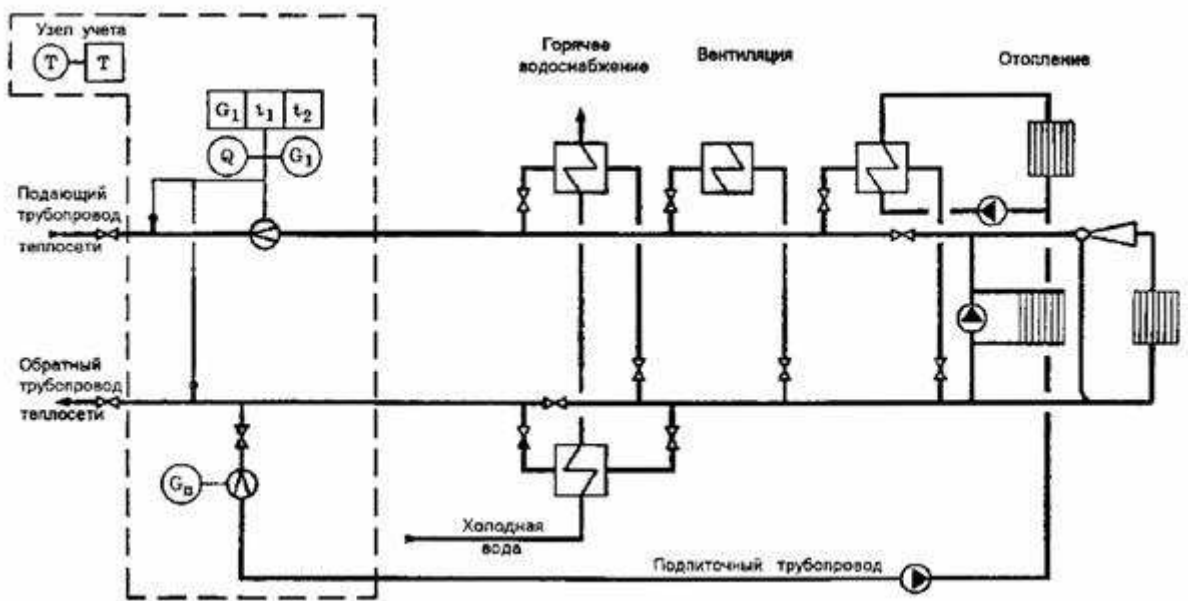 Узел учета
T T
Горячее
водоснабжение
Вентиляция
Отопление
G₁ t₁ t₂
Q G₁
Подающий
трубопровод
теплосети
Обратный
трубопровод
теплосети
Gп
Холодная
вода
Подпиточный трубопровод